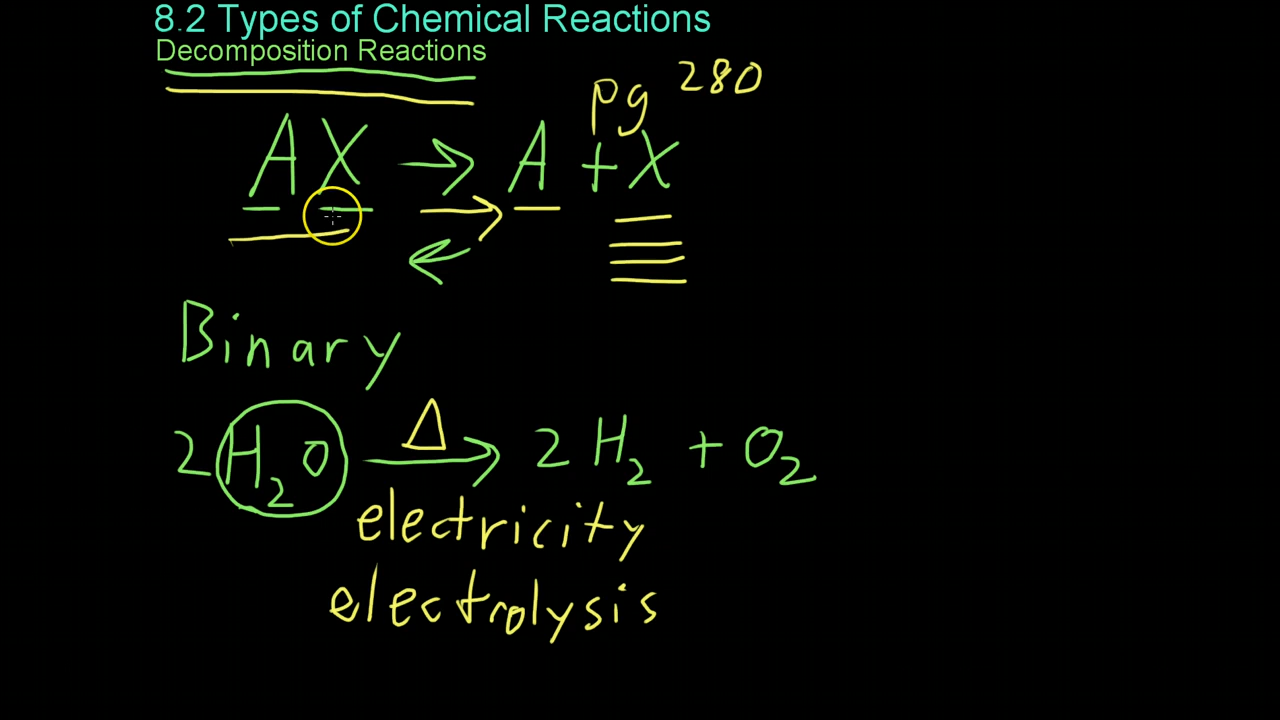 8.2 Types of Chemical Reactions
Decomposition Reactions
pg 280
AX → A + X
→
←
Binary
2 H₂O →Δ 2 H₂ + O₂
electricity
electrolysis